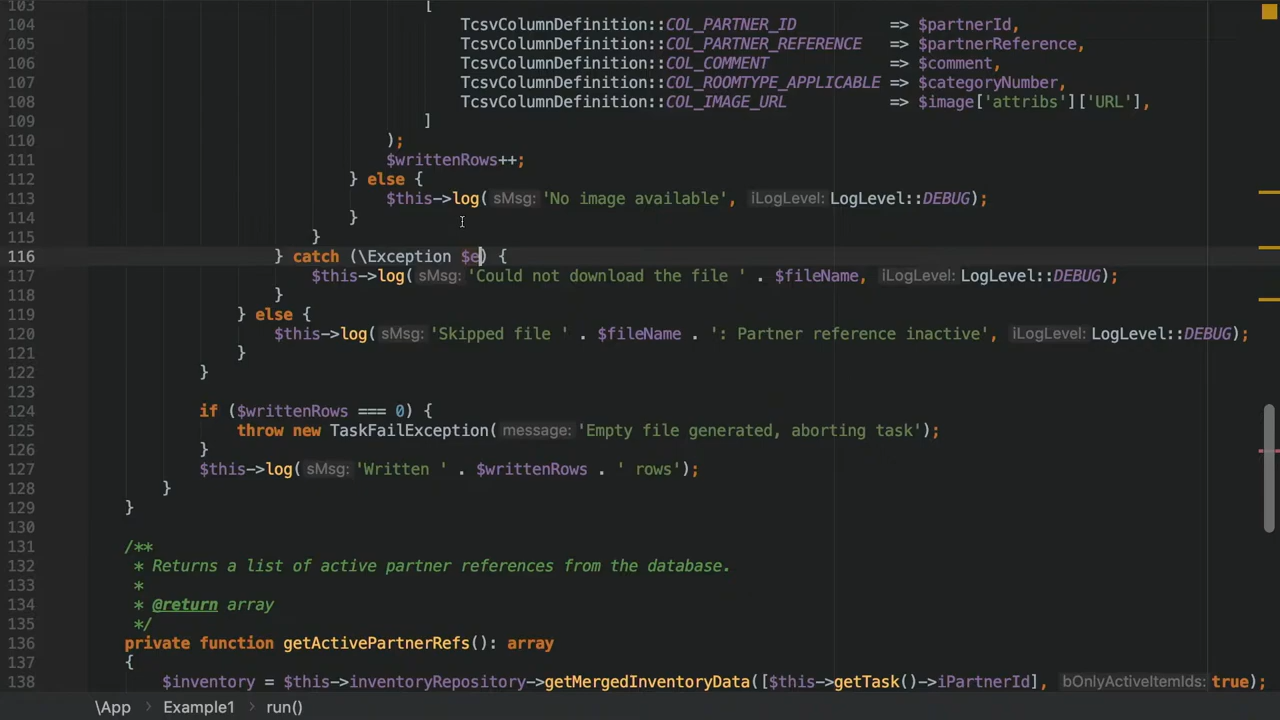 103 [
104 TcsvColumnDefinition::COL_PARTNER_ID => $partnerId,
105 TcsvColumnDefinition::COL_PARTNER_REFERENCE => $partnerReference,
106 TcsvColumnDefinition::COL_COMMENT => $comment,
107 TcsvColumnDefinition::COL_ROOMTYPE_APPLICABLE => $categoryNumber,
108 TcsvColumnDefinition::COL_IMAGE_URL => $image['attribs']['URL'],
109 ]
110 );
111 $writtenRows++;
112 } else {
113 $this->log( sMsg: 'No image available', iLogLevel: LogLevel::DEBUG);
114 }
115 }
116 } catch (\Exception $e) {
117 $this->log( sMsg: 'Could not download the file ' . $fileName, iLogLevel: LogLevel::DEBUG);
118 }
119 } else {
120 $this->log( sMsg: 'Skipped file ' . $fileName . ': Partner reference inactive', iLogLevel: LogLevel::DEBUG);
121 }
122 }
123
124 if ($writtenRows === 0) {
125 throw new TaskFailException( message: 'Empty file generated, aborting task');
126 }
127 $this->log( sMsg: 'Written ' . $writtenRows . ' rows');
128 }
129 }
130
131 /**
132 * Returns a list of active partner references from the database.
133 *
134 * @return array
135 */
136 private function getActivePartnerRefs(): array
137 {
138 $inventory = $this->inventoryRepository->getMergedInventoryData([$this->getTask()->iPartnerId], bOnlyActiveItemIds: true);
\App › Example1 › run()